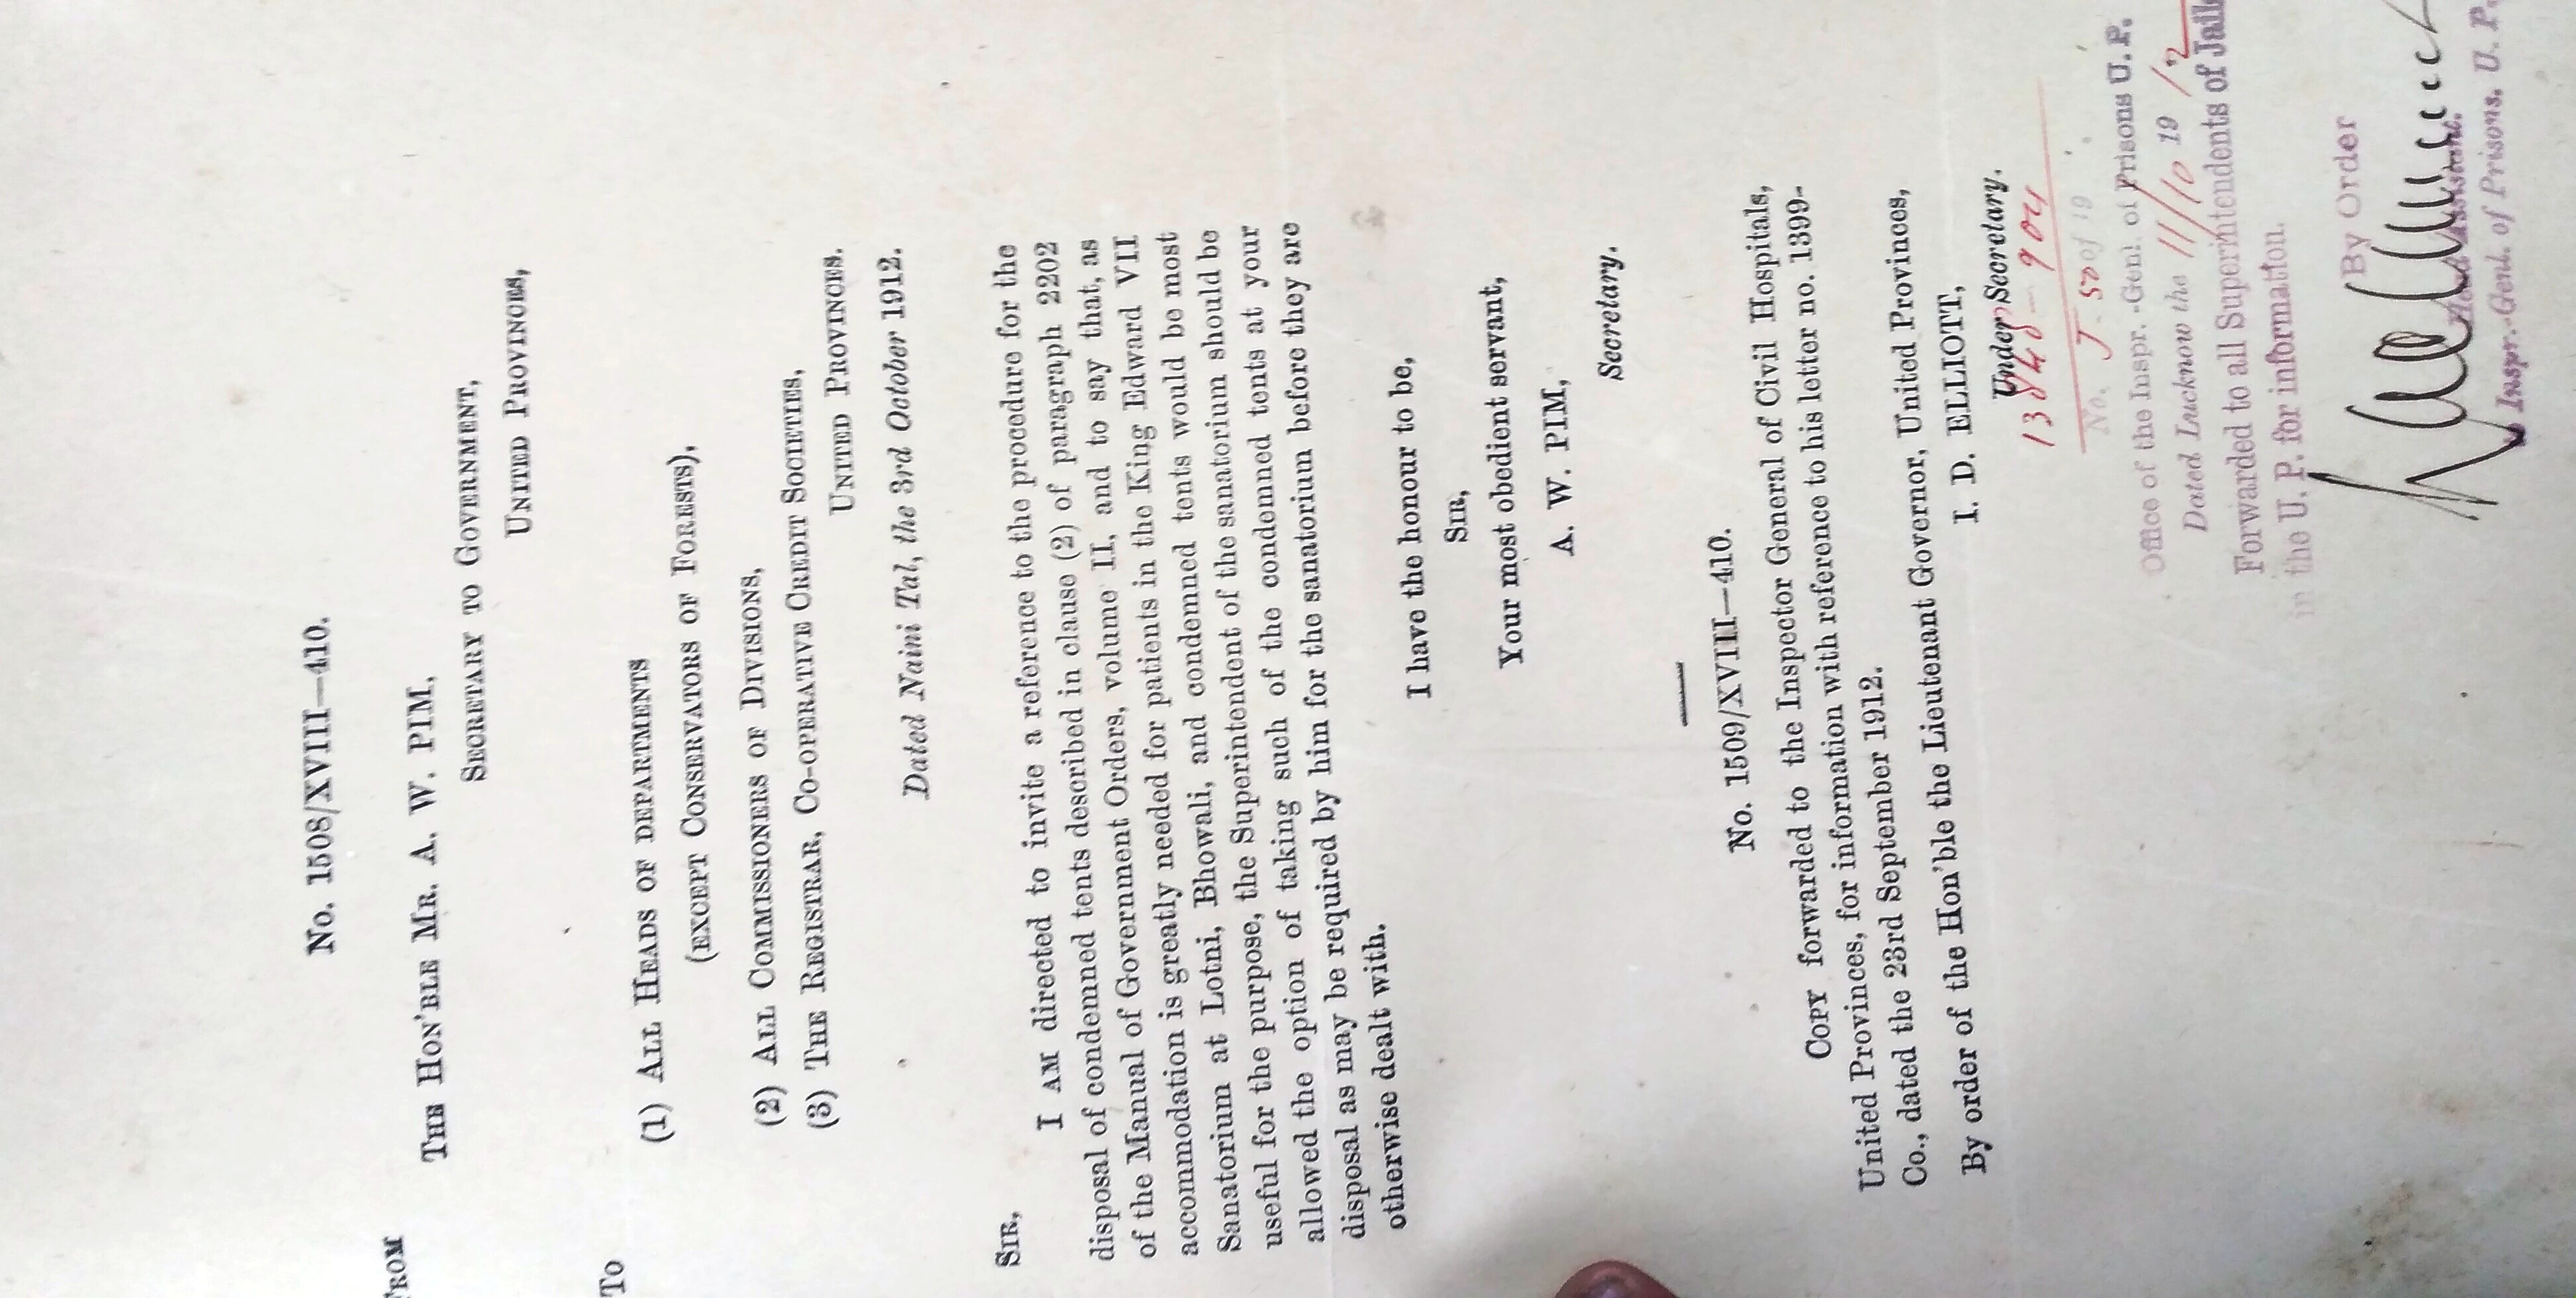 No. 1508/XVIII—410.
FROM
THE HON'BLE MR. A. W. PIM,
SECRETARY TO GOVERNMENT,
UNITED PROVINCES,
To
(1) ALL HEADS OF DEPARTMENTS
(EXCEPT CONSERVATORS OF FORESTS),
(2) ALL COMMISSIONERS OF DIVISIONS,
(3) THE REGISTRAR, CO-OPERATIVE CREDIT SOCIETIES,
UNITED PROVINCES.
Dated Naini Tal, the 3rd October 1912.
SIR,
I AM directed to invite a reference to the procedure for the
disposal of condemned tents described in clause (2) of paragraph 2202
of the Manual of Government Orders, volume II, and to say that, as
accommodation is greatly needed for patients in the King Edward VII
Sanatorium at Lotni, Bhowali, and condemned tents would be most
useful for the purpose, the Superintendent of the sanatorium should be
allowed the option of taking such of the condemned tents at your
disposal as may be required by him for the sanatorium before they are
otherwise dealt with.
I have the honour to be,
SIR,
Your most obedient servant,
A. W. PIM,
Secretary.
No. 1509/XVIII—410.
COPY forwarded to the Inspector General of Civil Hospitals,
United Provinces, for information with reference to his letter no. 1399-
Co., dated the 23rd September 1912.
By order of the Hon'ble the Lieutenant Governor, United Provinces,
I. D. ELLIOTT,
Under Secretary.
No. J. 50 of 19
Office of the Inspr.-Genl. of Prisons U. P.
Dated Lucknow the 11/10 1912
Forwarded to all Superintendents of Jails
in the U. P. for information.
By Order
Head Assistant.
Inspr.-Genl. of Prisons. U. P.